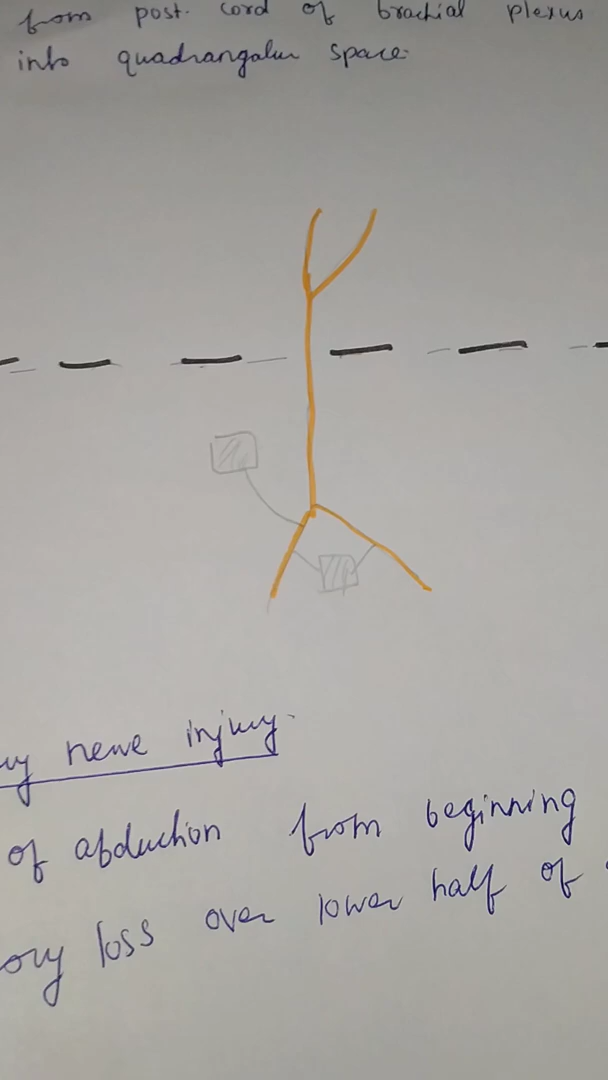 from post. cord of brachial plexus
into quadrangular space.
nerve injury.
of abduction from beginning
ory loss over lower half of